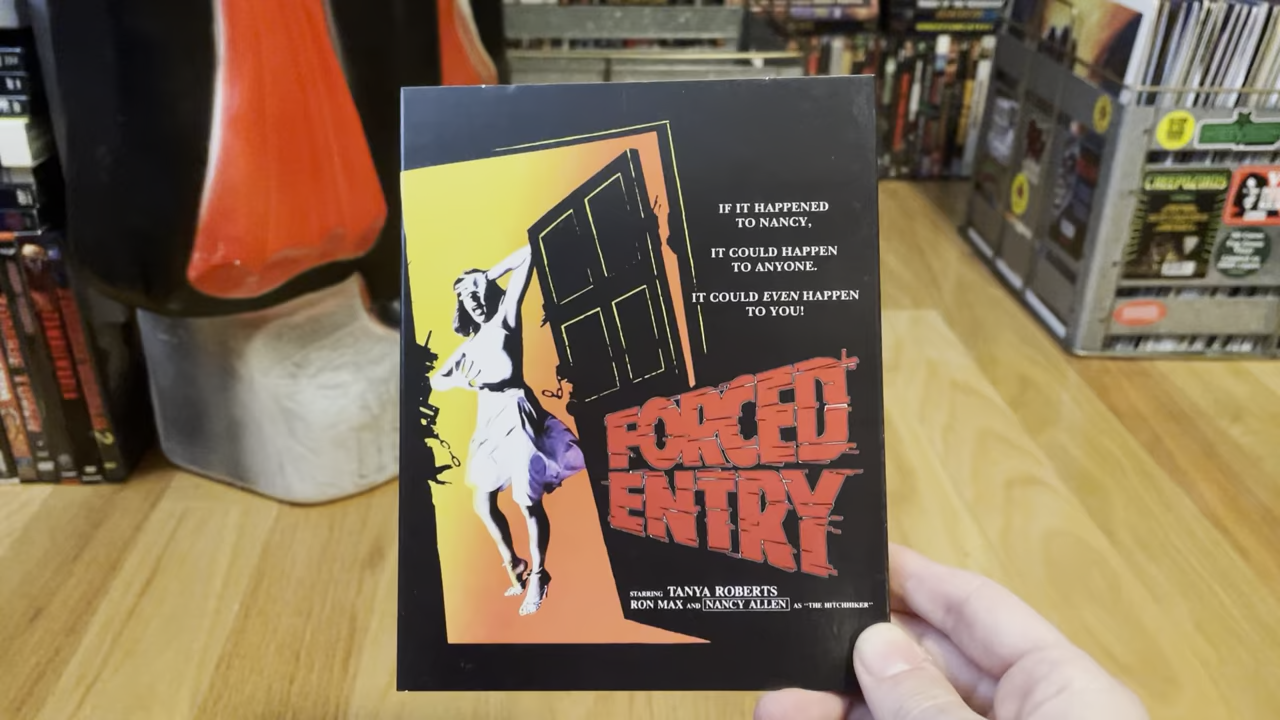 IF IT HAPPENED
TO NANCY,
IT COULD HAPPEN
TO ANYONE.
IT COULD EVEN HAPPEN
TO YOU!
FORCED
ENTRY
STARRING TANYA ROBERTS
RON MAX AND NANCY ALLEN AS "THE HITCHHIKER"
CREEPOZOIDS